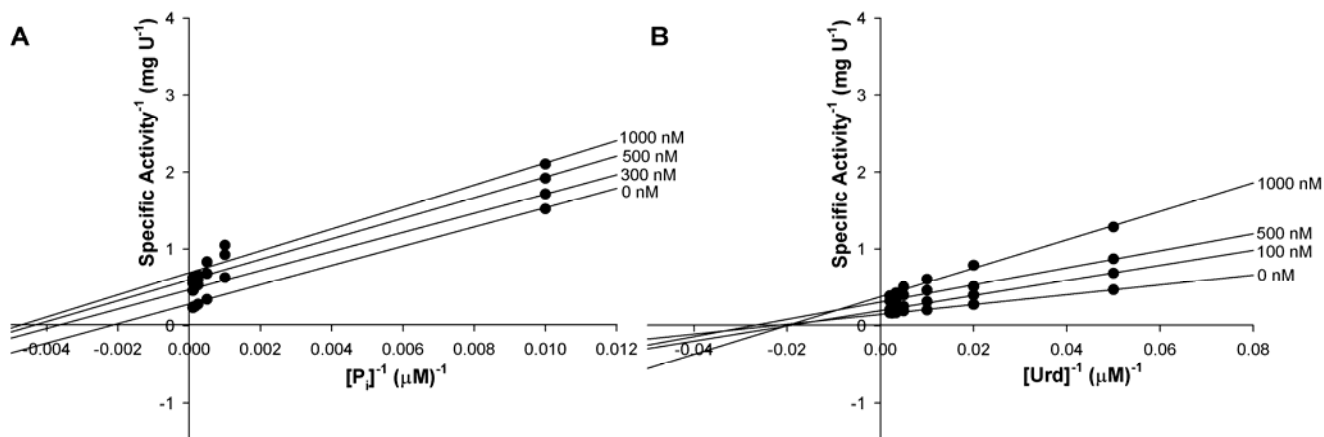 A
Specific Activity⁻¹ (mg U⁻¹)
4
3
2
1
0
-1
1000 nM
500 nM
300 nM
0 nM
-0.004 -0.002 0.000 0.002 0.004 0.006 0.008 0.010 0.012
[Pᵢ]⁻¹ (μM)⁻¹
B
Specific Activity⁻¹ (mg U⁻¹)
4
3
2
1
0
-1
1000 nM
500 nM
100 nM
0 nM
-0.04 -0.02 0.00 0.02 0.04 0.06 0.08
[Urd]⁻¹ (μM)⁻¹